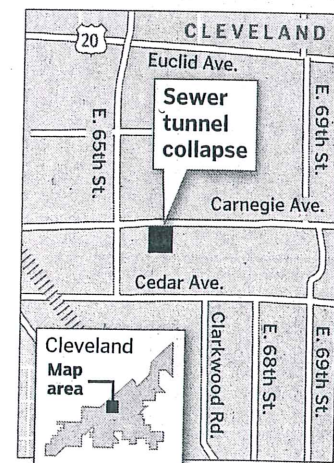 CLEVELAND
20
Euclid Ave.
E. 65th St.
Sewer
tunnel
collapse
E. 69th St.
Carnegie Ave.
Cedar Ave.
Cleveland
Map
area
Clarkwood Rd.
E. 68th St.
E. 69th St.